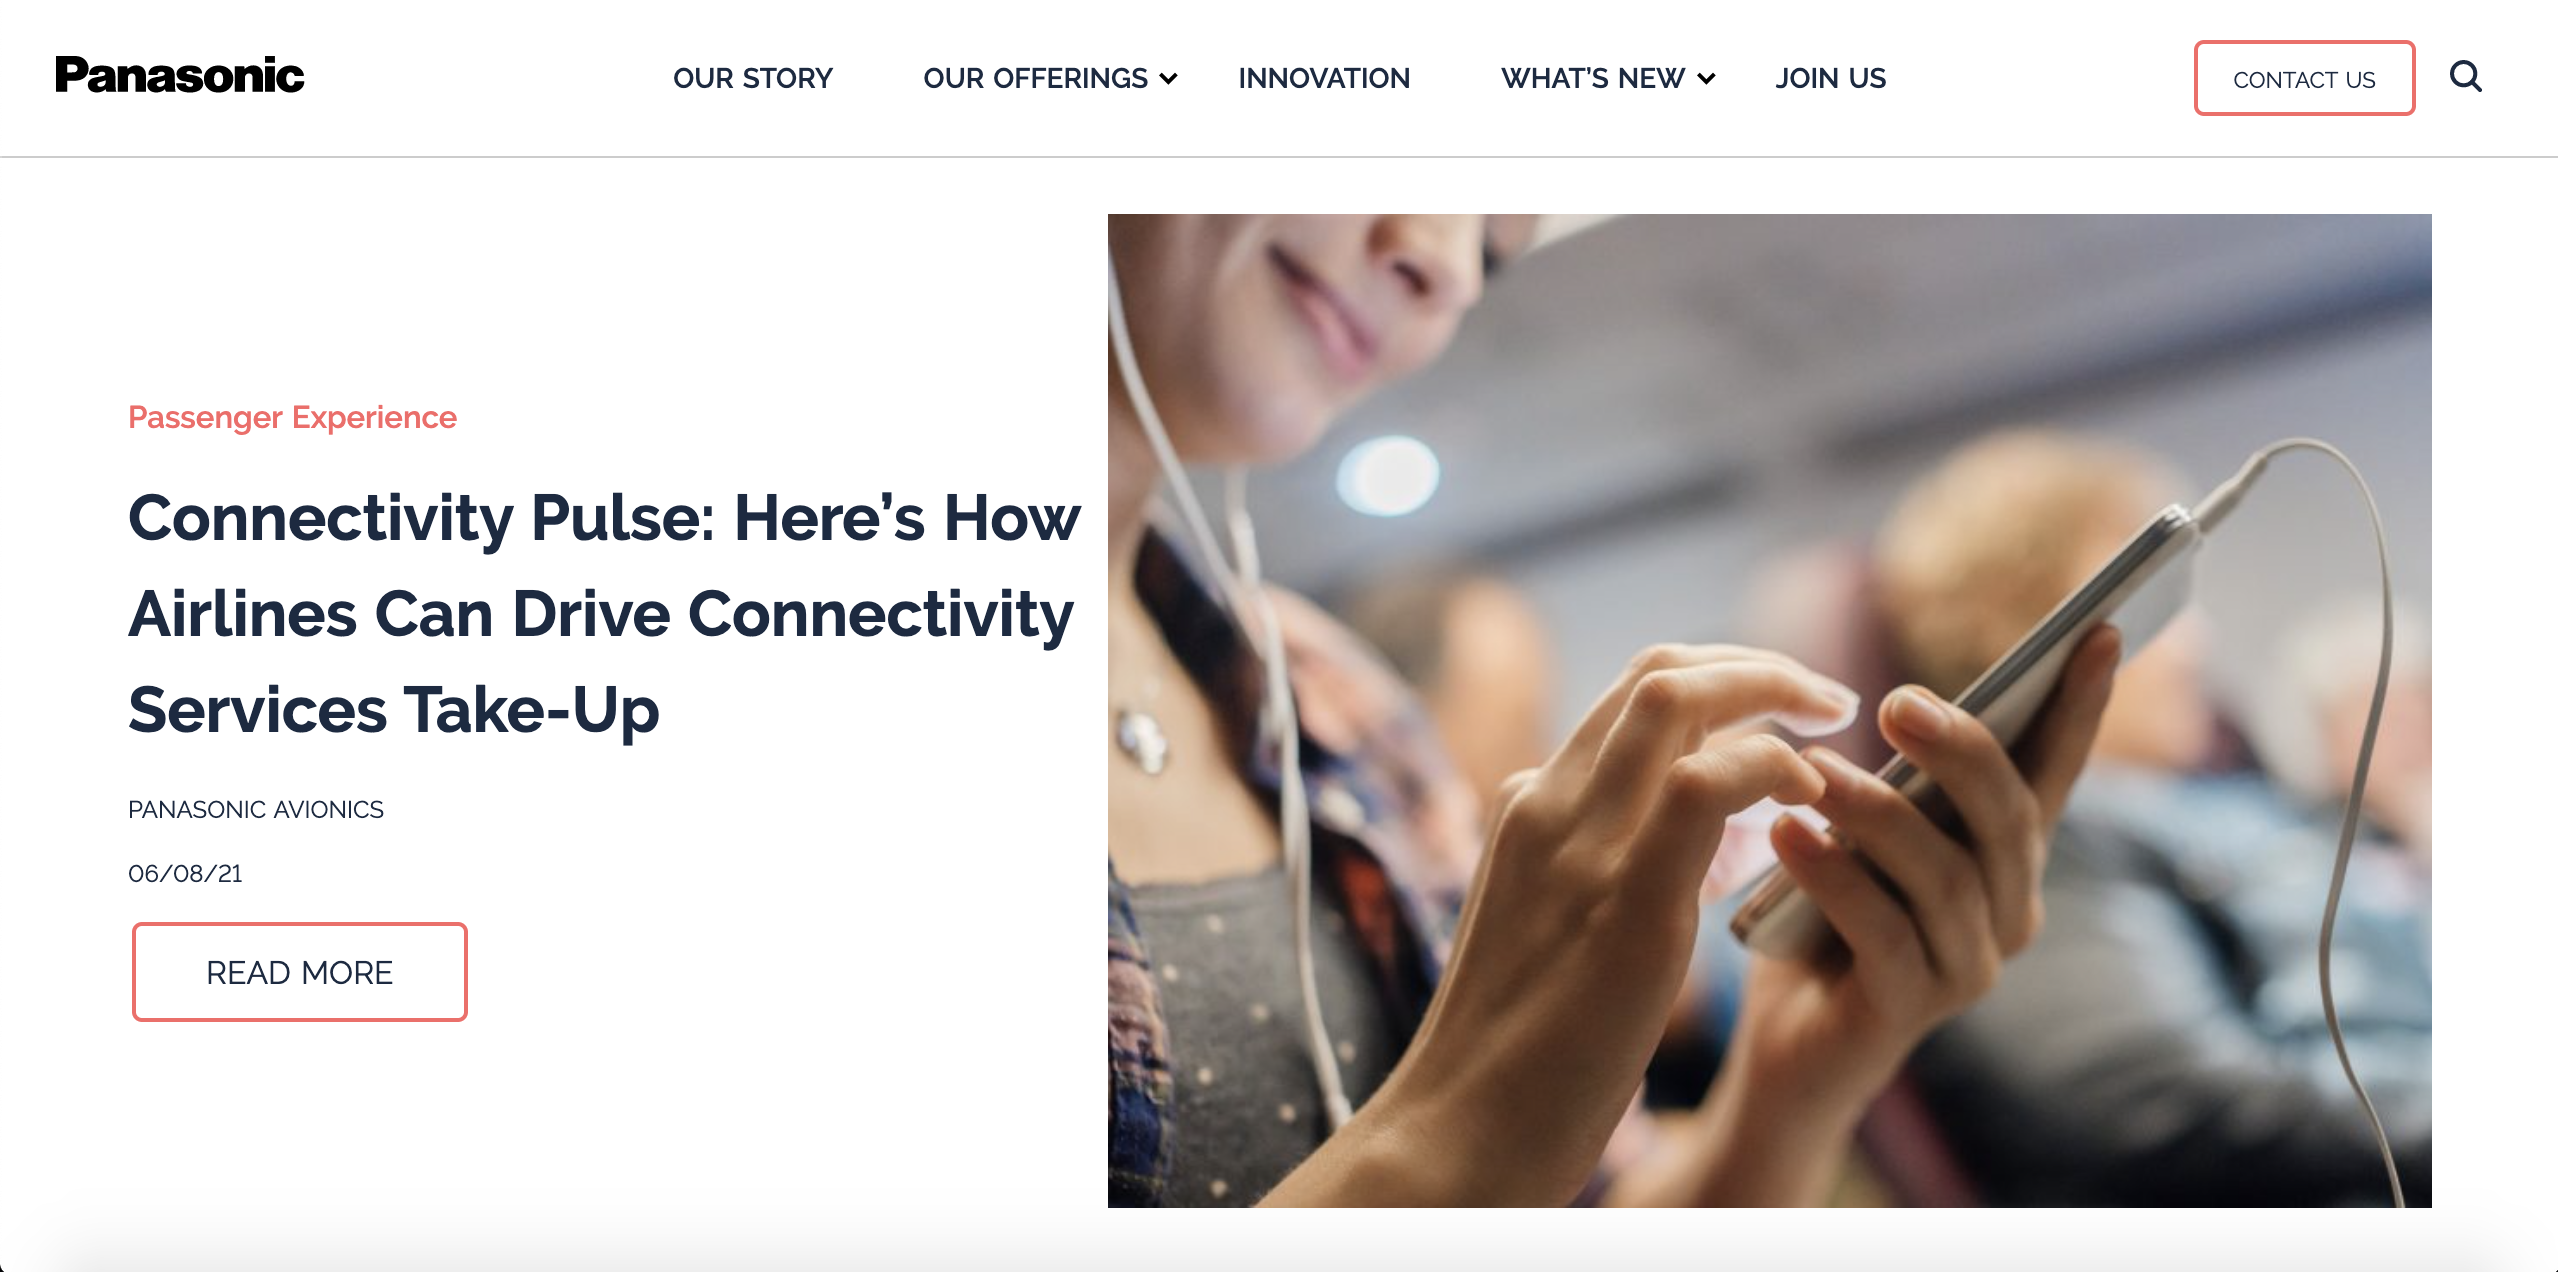 Panasonic
OUR STORY
OUR OFFERINGS
INNOVATION
WHAT’S NEW
JOIN US
CONTACT US
Passenger Experience
Connectivity Pulse: Here’s How
Airlines Can Drive Connectivity
Services Take-Up
PANASONIC AVIONICS
06/08/21
READ MORE